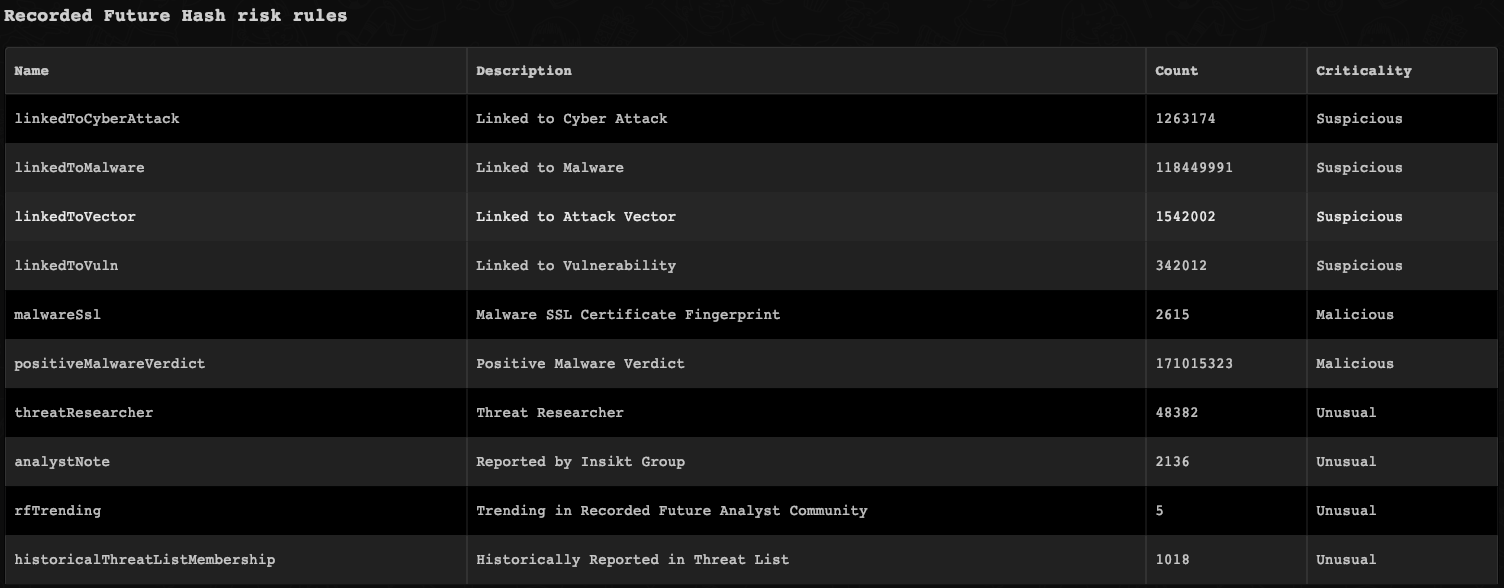 Recorded Future Hash risk rules
Name Description Count Criticality
linkedToCyberAttack Linked to Cyber Attack 1263174 Suspicious
linkedToMalware Linked to Malware 118449991 Suspicious
linkedToVector Linked to Attack Vector 1542002 Suspicious
linkedToVuln Linked to Vulnerability 342012 Suspicious
malwareSsl Malware SSL Certificate Fingerprint 2615 Malicious
positiveMalwareVerdict Positive Malware Verdict 171015323 Malicious
threatResearcher Threat Researcher 48382 Unusual
analystNote Reported by Insikt Group 2136 Unusual
rfTrending Trending in Recorded Future Analyst Community 5 Unusual
historicalThreatListMembership Historically Reported in Threat List 1018 Unusual